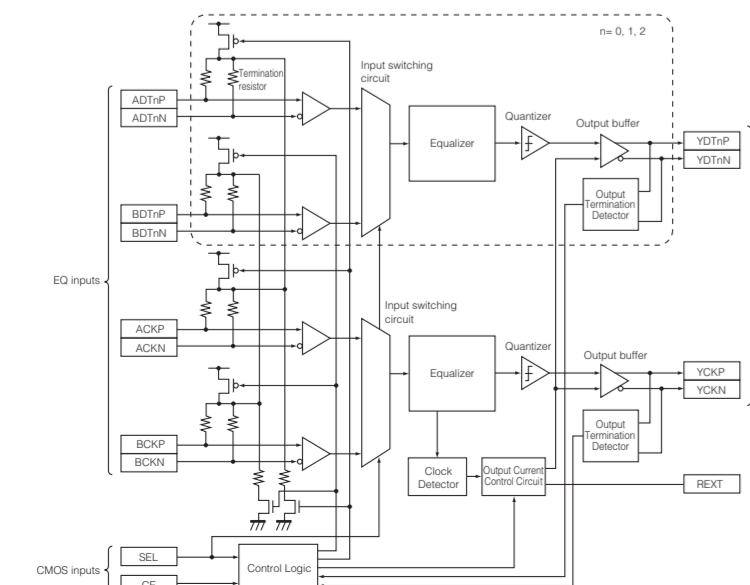 n= 0, 1, 2
Termination
resistor
Input switching
circuit
ADTnP
ADTnN
Equalizer
Quantizer
Output buffer
YDTnP
YDTnN
BDTnP
BDTnN
Output
Termination
Detector
EQ inputs
Input switching
circuit
ACKP
ACKN
Equalizer
Quantizer
Output buffer
YCKP
YCKN
Output
Termination
Detector
BCKP
BCKN
Clock
Detector
Output Current
Control Circuit
REXT
CMOS inputs
SEL
Control Logic